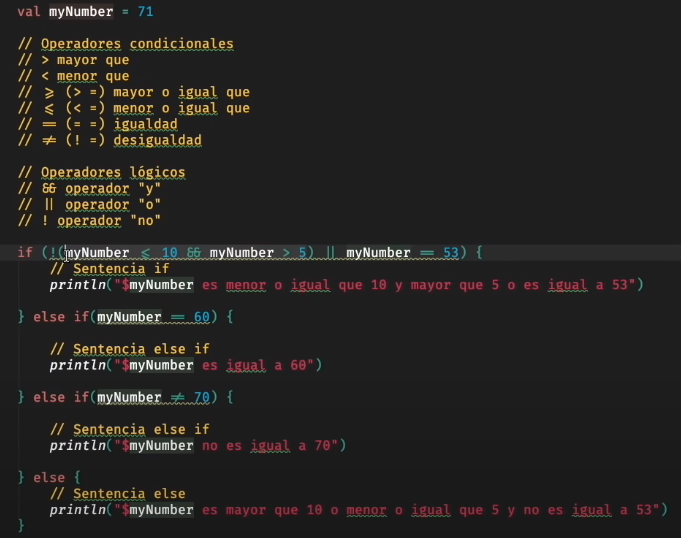 val myNumber = 71
// Operadores condicionales
// > mayor que
// < menor que
// ⩾ (> =) mayor o igual que
// ⩽ (< =) menor o igual que
// == (= =) igualdad
// ≠ (! =) desigualdad
// Operadores lógicos
// && operador "y"
// || operador "o"
// ! operador "no"
if (!(myNumber ⩽ 10 && myNumber > 5) || myNumber == 53) {
// Sentencia if
println("$myNumber es menor o igual que 10 y mayor que 5 o es igual a 53")
} else if(myNumber == 60) {
// Sentencia else if
println("$myNumber es igual a 60")
} else if(myNumber ≠ 70) {
// Sentencia else if
println("$myNumber no es igual a 70")
} else {
// Sentencia else
println("$myNumber es mayor que 10 o menor o igual que 5 y no es igual a 53")
}